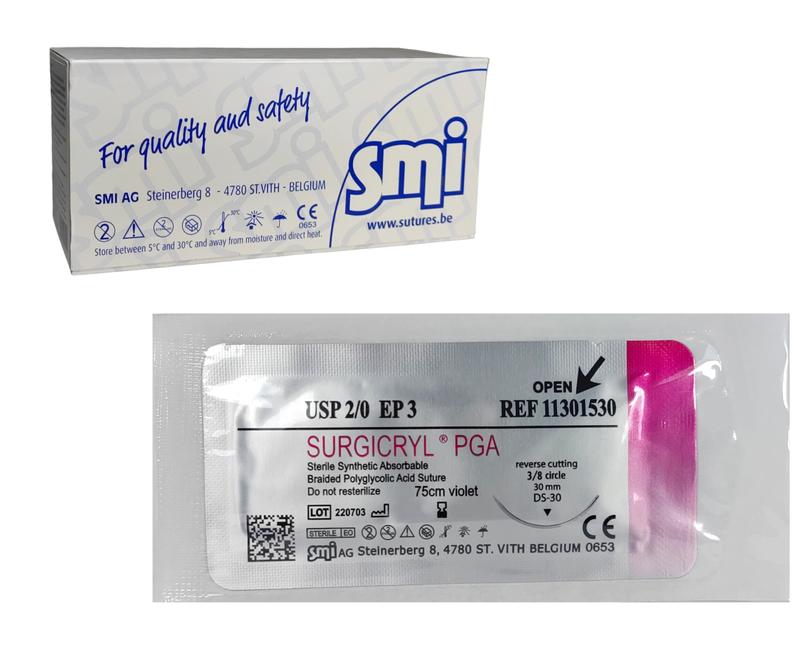 For quality and safety
SMI AG Steinerberg 8 - 4780 ST.VITH - BELGIUM
smi
www.sutures.be
2
30°C
5°C
CE
0653
Store between 5°C and 30°C and away from moisture and direct heat.
OPEN
USP 2/0 EP 3 REF 11301530
SURGICRYL® PGA
Sterile Synthetic Absorbable
Braided Polyglycolic Acid Suture
Do not resterilize
75cm violet
reverse cutting
3/8 circle
30 mm
DS-30
LOT 220703
STERILE EO
CE
smi AG Steinerberg 8, 4780 ST. VITH BELGIUM 0653